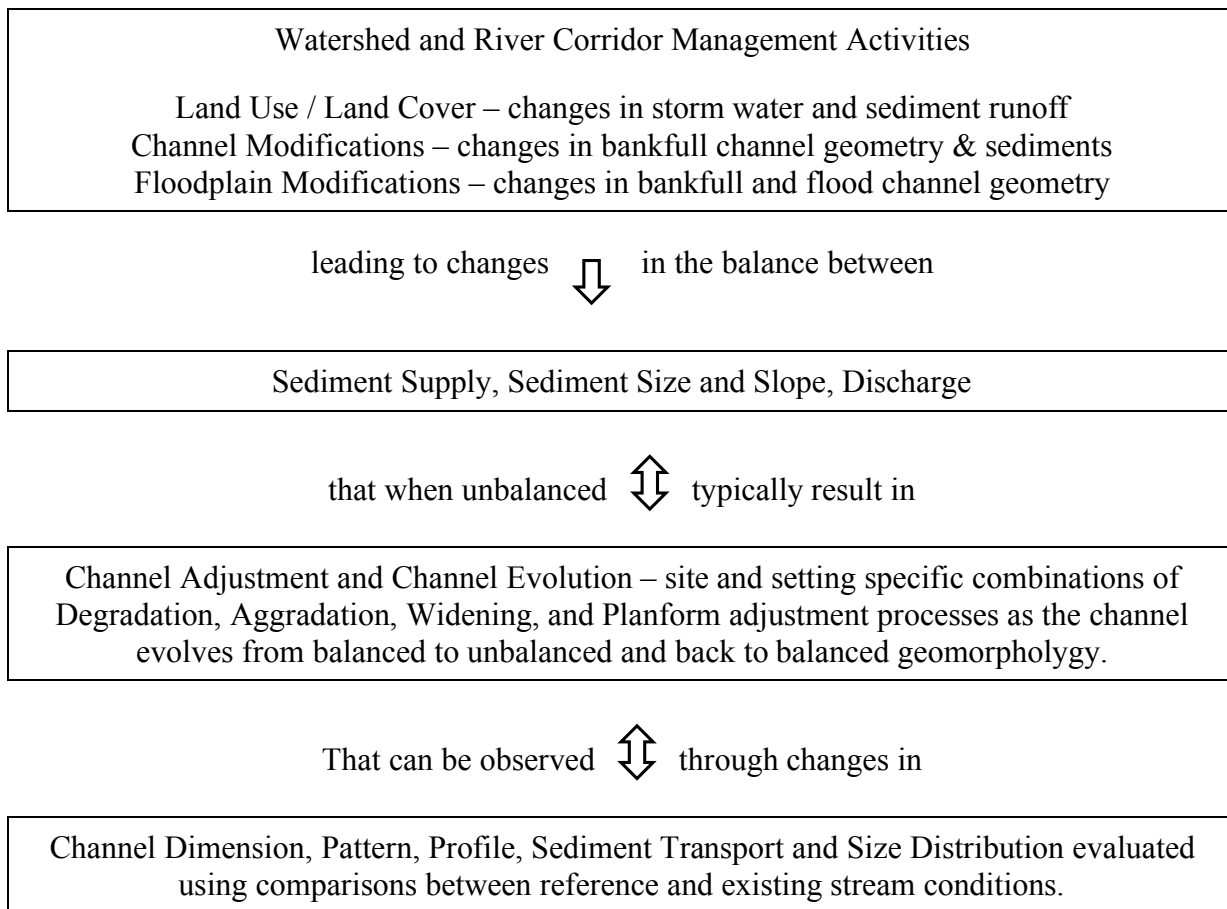 Watershed and River Corridor Management Activities
Land Use / Land Cover – changes in storm water and sediment runoff
Channel Modifications – changes in bankfull channel geometry & sediments
Floodplain Modifications – changes in bankfull and flood channel geometry
leading to changes in the balance between
Sediment Supply, Sediment Size and Slope, Discharge
that when unbalanced typically result in
Channel Adjustment and Channel Evolution – site and setting specific combinations of
Degradation, Aggradation, Widening, and Planform adjustment processes as the channel
evolves from balanced to unbalanced and back to balanced geomorpholygy.
That can be observed through changes in
Channel Dimension, Pattern, Profile, Sediment Transport and Size Distribution evaluated
using comparisons between reference and existing stream conditions.